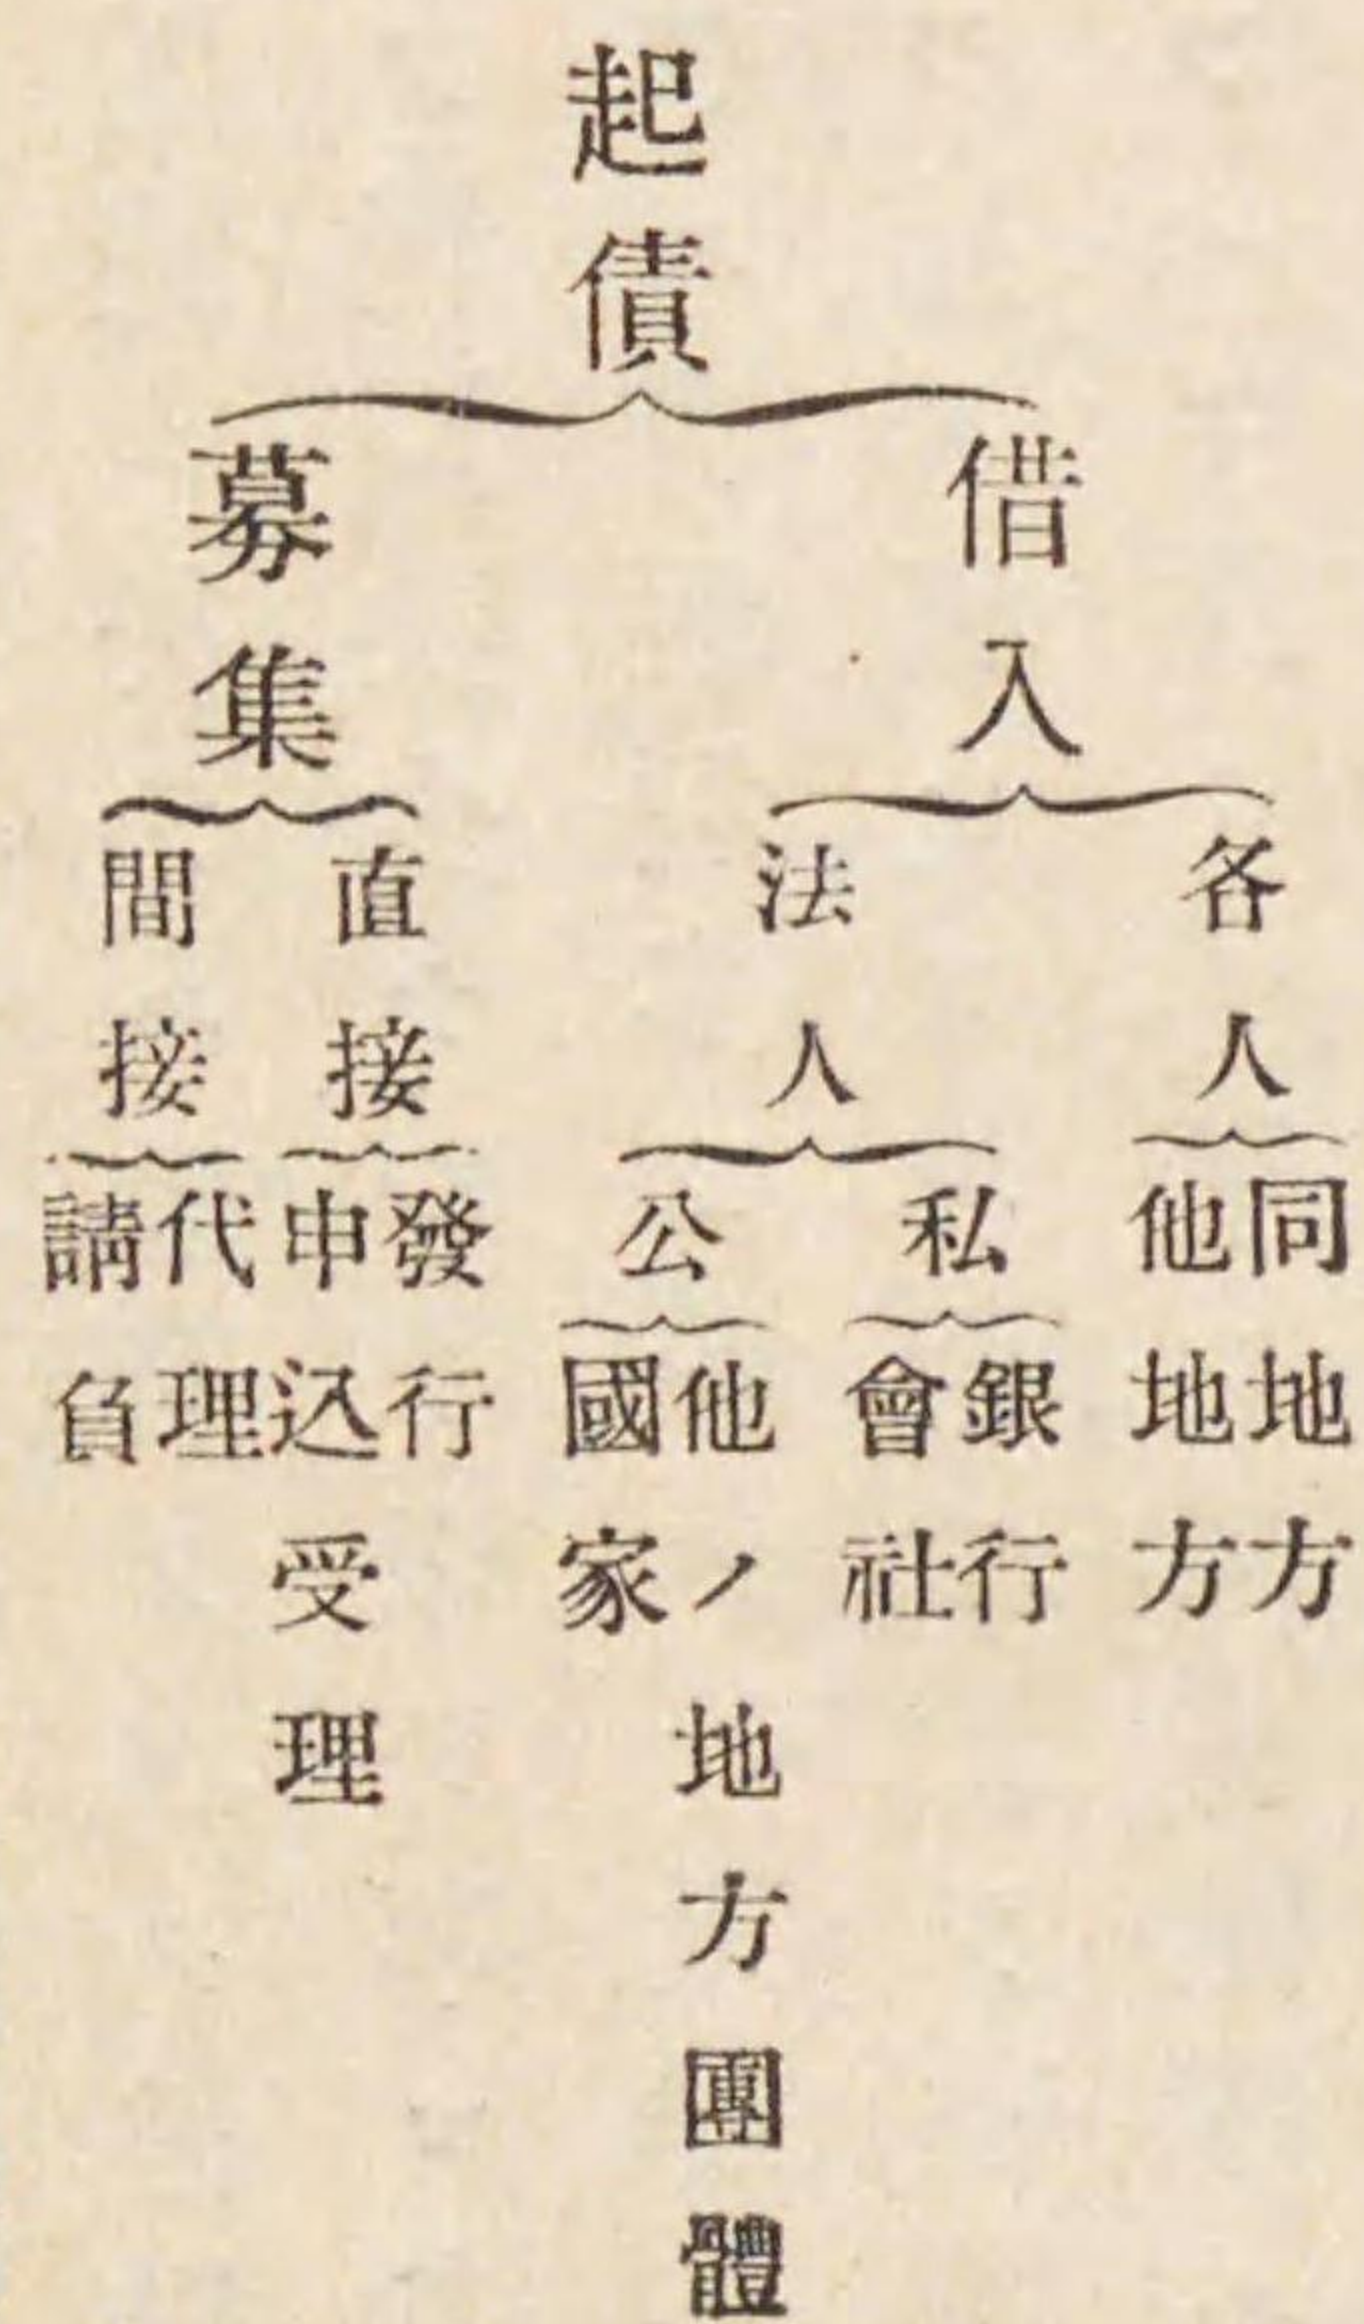 起債
借入
各人
同地方
他地方
法人
私
銀行
會社
公
他ノ地方團體
國家
募集
直接
發行
申込受理
間接
代理
請負